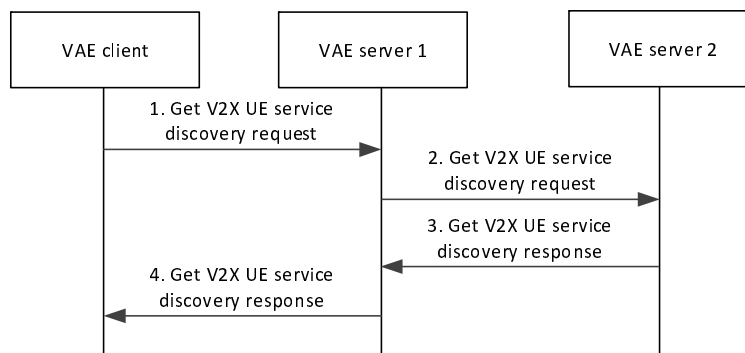 VAE client
VAE server 1
VAE server 2
1. Get V2X UE service
discovery request
2. Get V2X UE service
discovery request
3. Get V2X UE service
discovery response
4. Get V2X UE service
discovery response